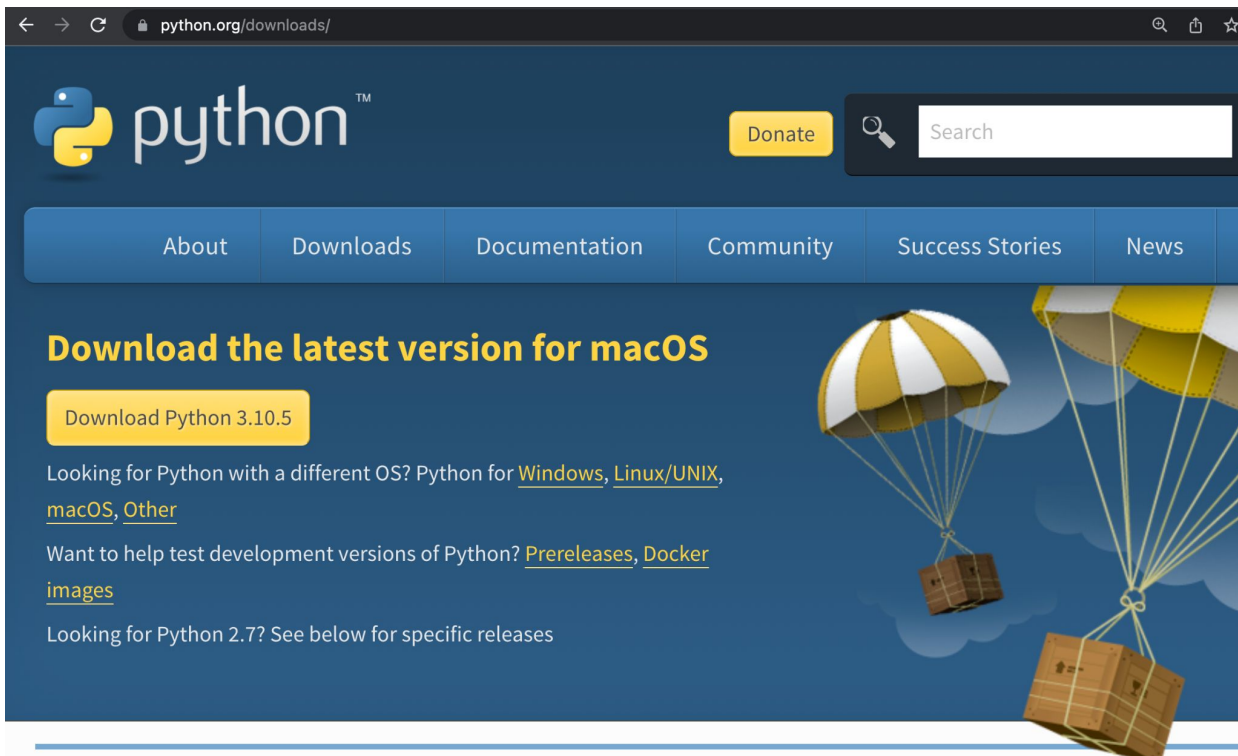 python.org/downloads/
python™
Donate
Search
About Downloads Documentation Community Success Stories News
Download the latest version for macOS
Download Python 3.10.5
Looking for Python with a different OS? Python for Windows, Linux/UNIX,
macOS, Other
Want to help test development versions of Python? Prereleases, Docker
images
Looking for Python 2.7? See below for specific releases